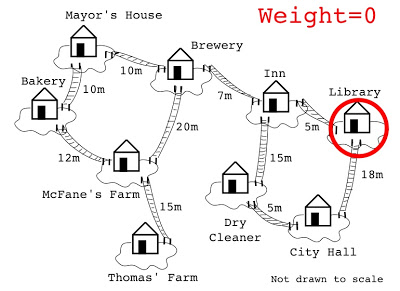 Weight=0
Mayor's House
Brewery
10m
Bakery
10m
7m
Inn
Library
5m
20m
12m
15m
18m
McFane's Farm
15m
5m
Dry
Cleaner
City Hall
Thomas' Farm
Not drawn to scale